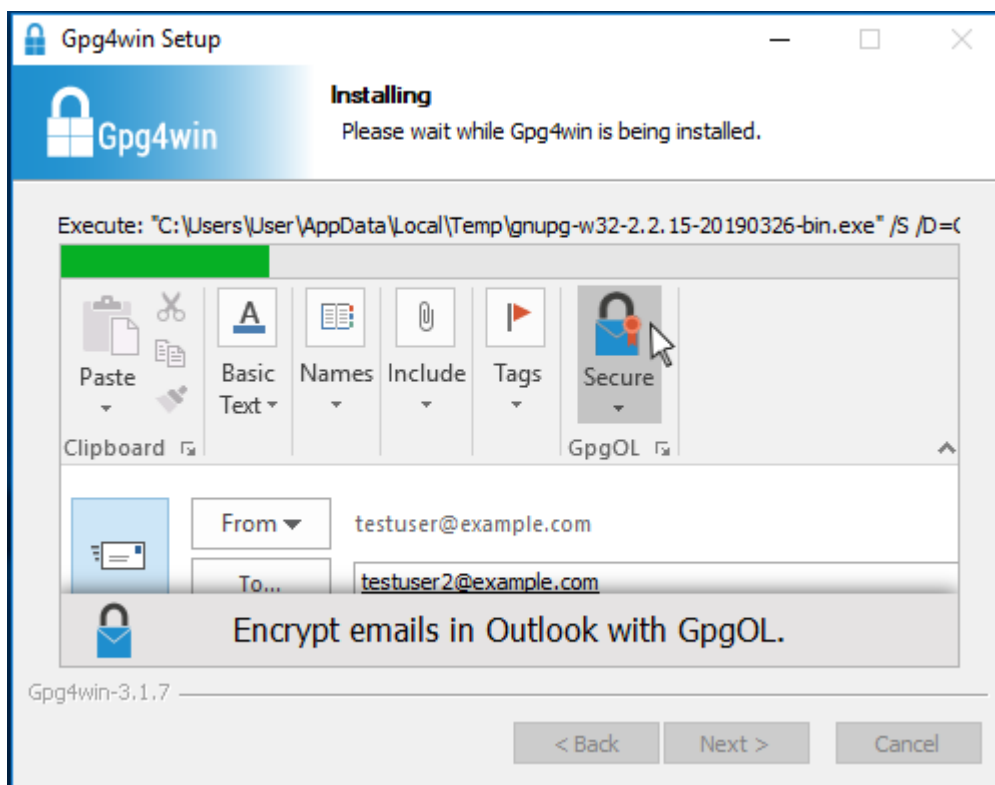 Gpg4win Setup
Gpg4win
Installing
Please wait while Gpg4win is being installed.
Execute: "C:\Users\User\AppData\Local\Temp\gnupg-w32-2.2.15-20190326-bin.exe" /S /D=
Paste
Basic
Text
Names
Include
Tags
Secure
Clipboard
GpgOL
From
testuser@example.com
To...
testuser2@example.com
Encrypt emails in Outlook with GpgOL.
Gpg4win-3.1.7
< Back
Next >
Cancel